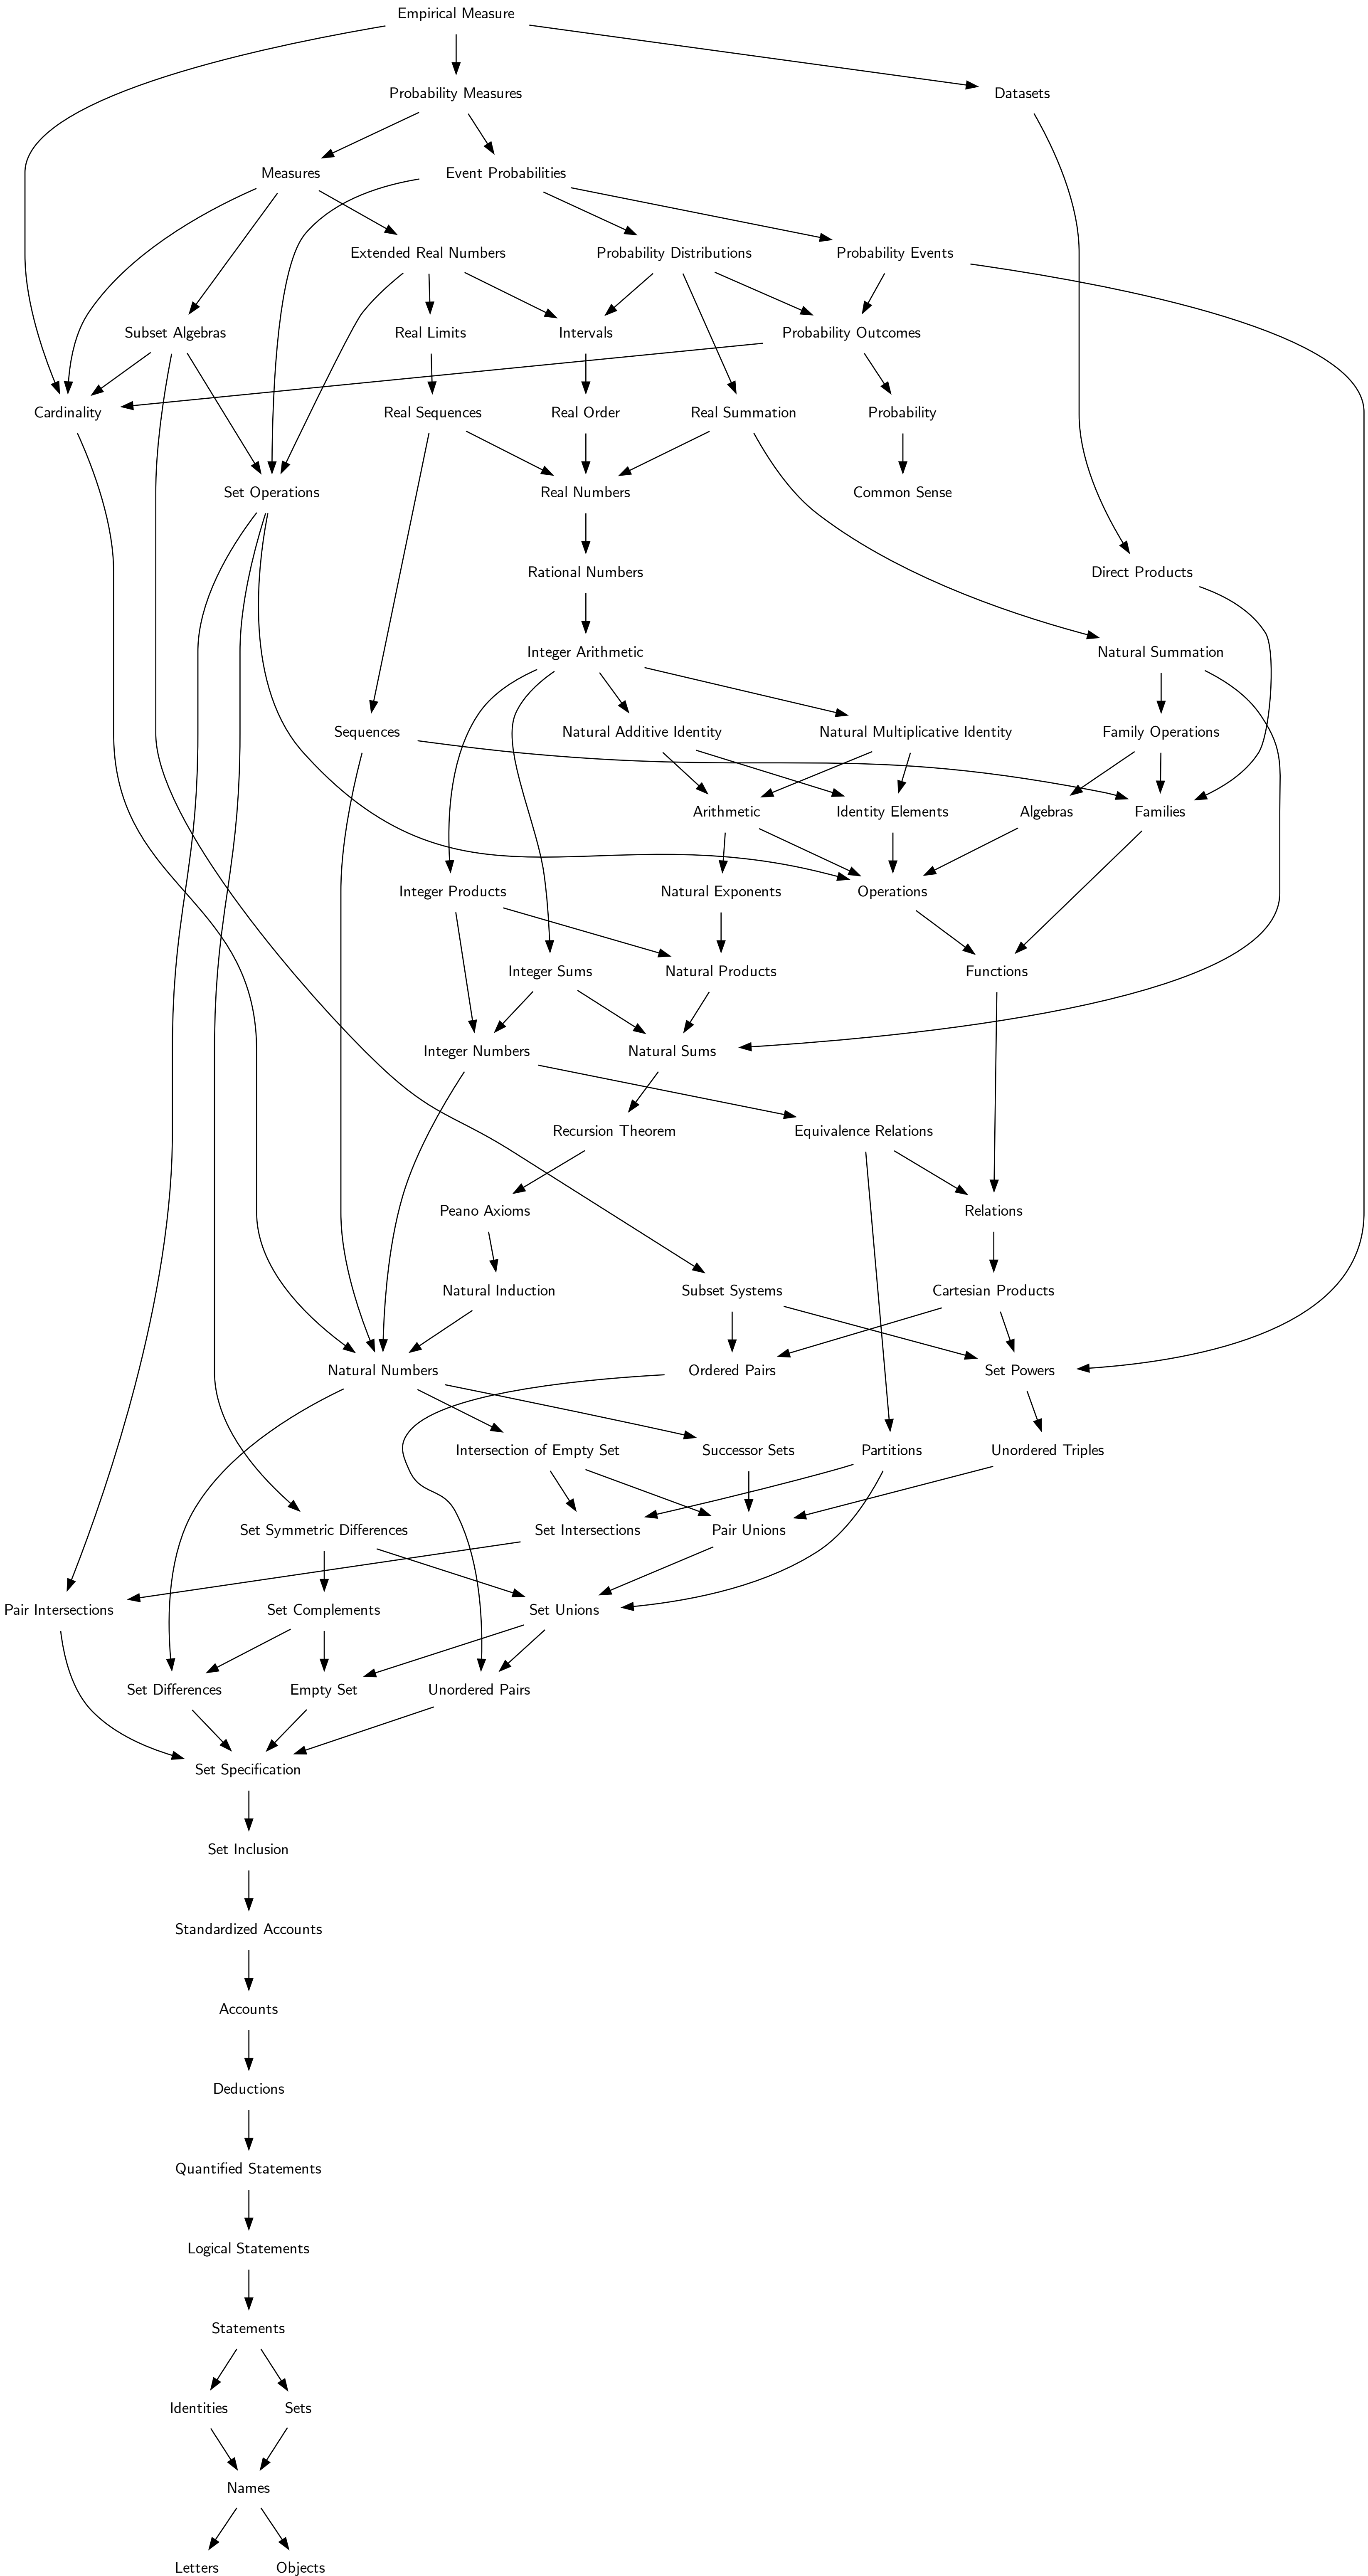 Empirical Measure
Probability Measures
Datasets
Measures
Event Probabilities
Extended Real Numbers
Probability Distributions
Probability Events
Subset Algebras
Real Limits
Intervals
Probability Outcomes
Cardinality
Real Sequences
Real Order
Real Summation
Probability
Set Operations
Real Numbers
Common Sense
Rational Numbers
Direct Products
Integer Arithmetic
Natural Summation
Sequences
Natural Additive Identity
Natural Multiplicative Identity
Family Operations
Arithmetic
Identity Elements
Algebras
Families
Integer Products
Natural Exponents
Operations
Integer Sums
Natural Products
Functions
Integer Numbers
Natural Sums
Recursion Theorem
Equivalence Relations
Peano Axioms
Relations
Natural Induction
Subset Systems
Cartesian Products
Natural Numbers
Ordered Pairs
Set Powers
Intersection of Empty Set
Successor Sets
Partitions
Unordered Triples
Set Symmetric Differences
Set Intersections
Pair Unions
Pair Intersections
Set Complements
Set Unions
Set Differences
Empty Set
Unordered Pairs
Set Specification
Set Inclusion
Standardized Accounts
Accounts
Deductions
Quantified Statements
Logical Statements
Statements
Identities
Sets
Names
Letters
Objects